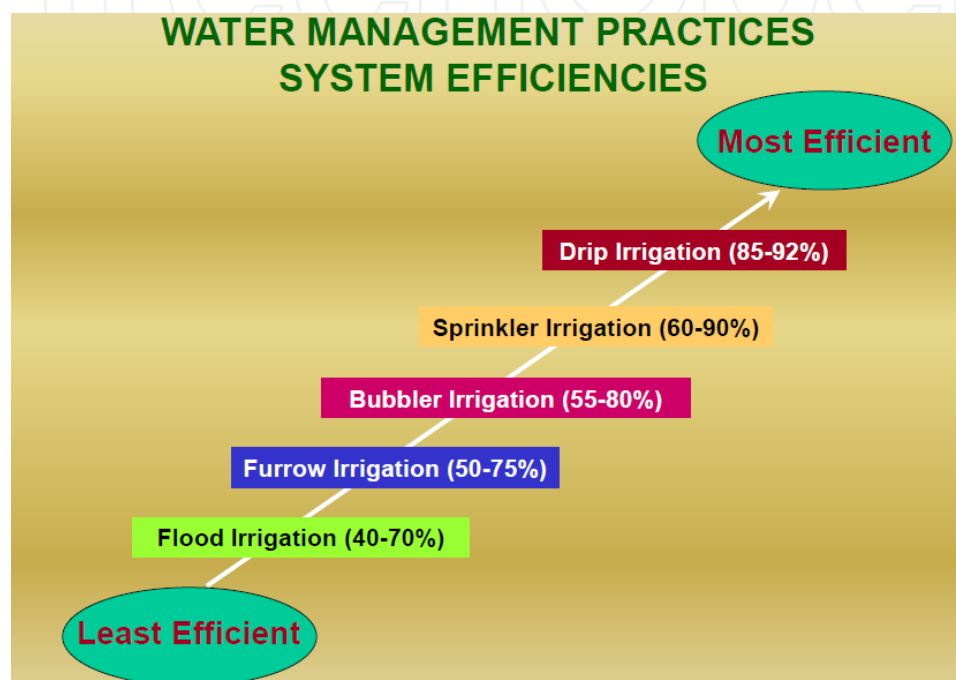 WATER MANAGEMENT PRACTICES
SYSTEM EFFICIENCIES
Most Efficient
Drip Irrigation (85-92%)
Sprinkler Irrigation (60-90%)
Bubbler Irrigation (55-80%)
Furrow Irrigation (50-75%)
Flood Irrigation (40-70%)
Least Efficient